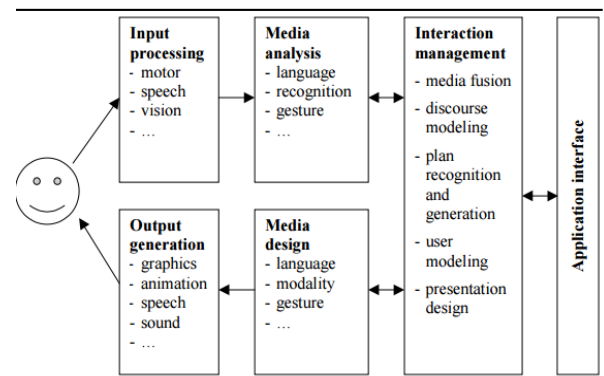 Input
processing
- motor
- speech
- vision
- …
Media
analysis
- language
- recognition
- gesture
- …
Interaction
management
- media fusion
- discourse
modeling
- plan
recognition
and
generation
- user
modeling
- presentation
design
Output
generation
- graphics
- animation
- speech
- sound
- …
Media
design
- language
- modality
- gesture
- …
Application interface